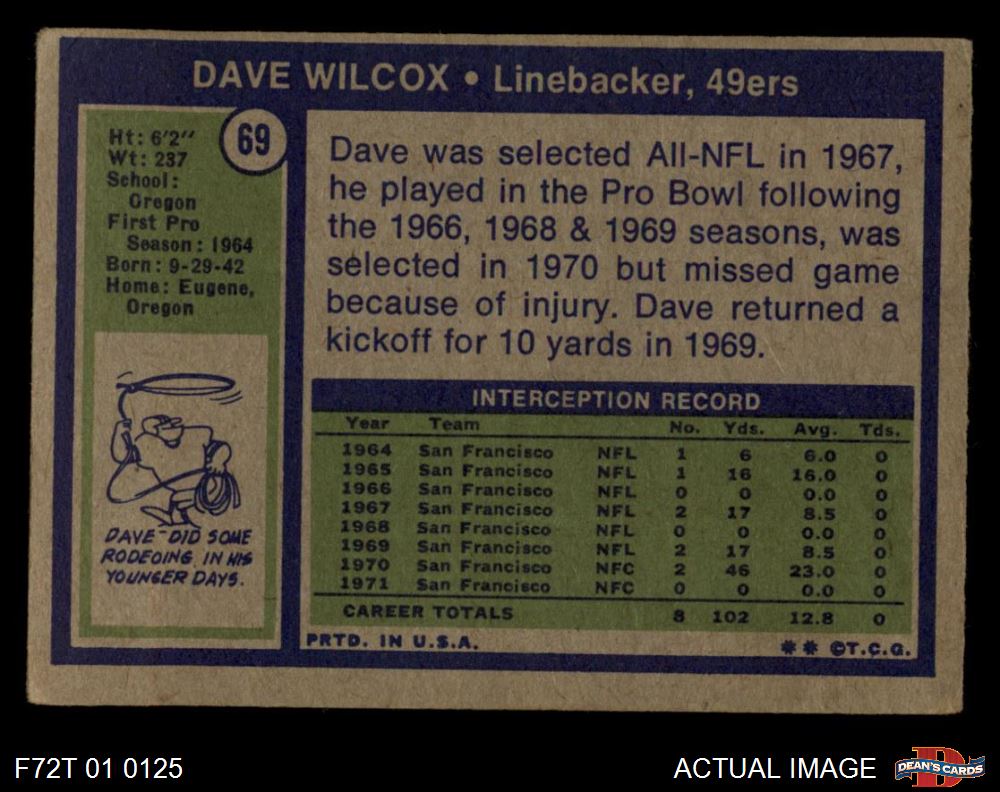 DAVE WILCOX • Linebacker, 49ers
69
Ht: 6'2"
Wt: 237
School:
Oregon
First Pro
Season: 1964
Born: 9-29-42
Home: Eugene,
Oregon
DAVE DID SOME
RODEOING IN HIS
YOUNGER DAYS.
Dave was selected All-NFL in 1967,
he played in the Pro Bowl following
the 1966, 1968 & 1969 seasons, was
selected in 1970 but missed game
because of injury. Dave returned a
kickoff for 10 yards in 1969.
INTERCEPTION RECORD
Year Team No. Yds. Avg. Tds.
1964 San Francisco NFL 1 6 6.0 0
1965 San Francisco NFL 1 16 16.0 0
1966 San Francisco NFL 0 0 0.0 0
1967 San Francisco NFL 2 17 8.5 0
1968 San Francisco NFL 0 0 0.0 0
1969 San Francisco NFL 2 17 8.5 0
1970 San Francisco NFC 2 46 23.0 0
1971 San Francisco NFC 0 0 0.0 0
CAREER TOTALS 8 102 12.8 0
PRTD. IN U.S.A. ** ©T.C.G.
F72T 01 0125 ACTUAL IMAGE DEAN'S CARDS